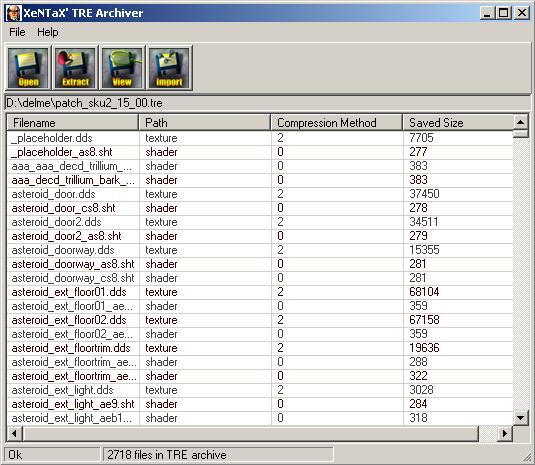 XeNTaX' TRE Archiver
File Help
Open Extract View Import
D:\delme\patch_sku2_15_00.tre
Filename Path Compression Method Saved Size
_placeholder.dds texture 2 7705
_placeholder_as8.sht shader 0 277
aaa_aaa_decd_trillium_... shader 0 383
aaa_decd_trillium_bark_... shader 0 383
asteroid_door.dds texture 2 37450
asteroid_door_cs8.sht shader 0 278
asteroid_door2.dds texture 2 34511
asteroid_door2_as8.sht shader 0 279
asteroid_doorway.dds texture 2 15355
asteroid_doorway_as8.sht shader 0 281
asteroid_doorway_cs8.sht shader 0 281
asteroid_ext_floor01.dds texture 2 68104
asteroid_ext_floor01_ae... shader 0 359
asteroid_ext_floor02.dds texture 2 67158
asteroid_ext_floor02_ae... shader 0 359
asteroid_ext_floortrim.dds texture 2 19636
asteroid_ext_floortrim_ae... shader 0 288
asteroid_ext_floortrim_ae... shader 0 322
asteroid_ext_light.dds texture 2 3028
asteroid_ext_light_ae9.sht shader 0 284
asteroid_ext_light_aeb1... shader 0 318
Ok 2718 files in TRE archive